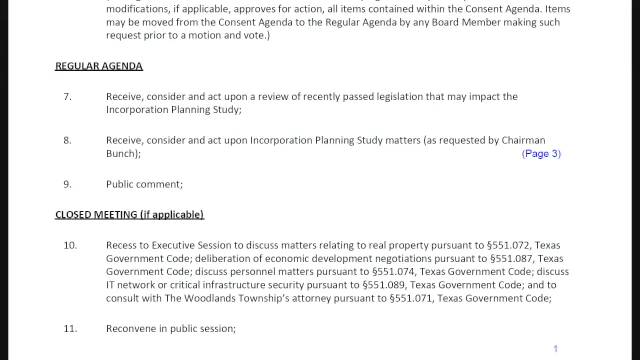 modifications, if applicable, approves for action, all items contained within the Consent Agenda. Items
may be moved from the Consent Agenda to the Regular Agenda by any Board Member making such
request prior to a motion and vote.)
REGULAR AGENDA
7. Receive, consider and act upon a review of recently passed legislation that may impact the
Incorporation Planning Study;
8. Receive, consider and act upon Incorporation Planning Study matters (as requested by Chairman
Bunch); (Page 3)
9. Public comment;
CLOSED MEETING (if applicable)
10. Recess to Executive Session to discuss matters relating to real property pursuant to §551.072, Texas
Government Code; deliberation of economic development negotiations pursuant to §551.087, Texas
Government Code; discuss personnel matters pursuant to §551.074, Texas Government Code; discuss
IT network or critical infrastructure security pursuant to §551.089, Texas Government Code; and to
consult with The Woodlands Township's attorney pursuant to §551.071, Texas Government Code;
11. Reconvene in public session;
1